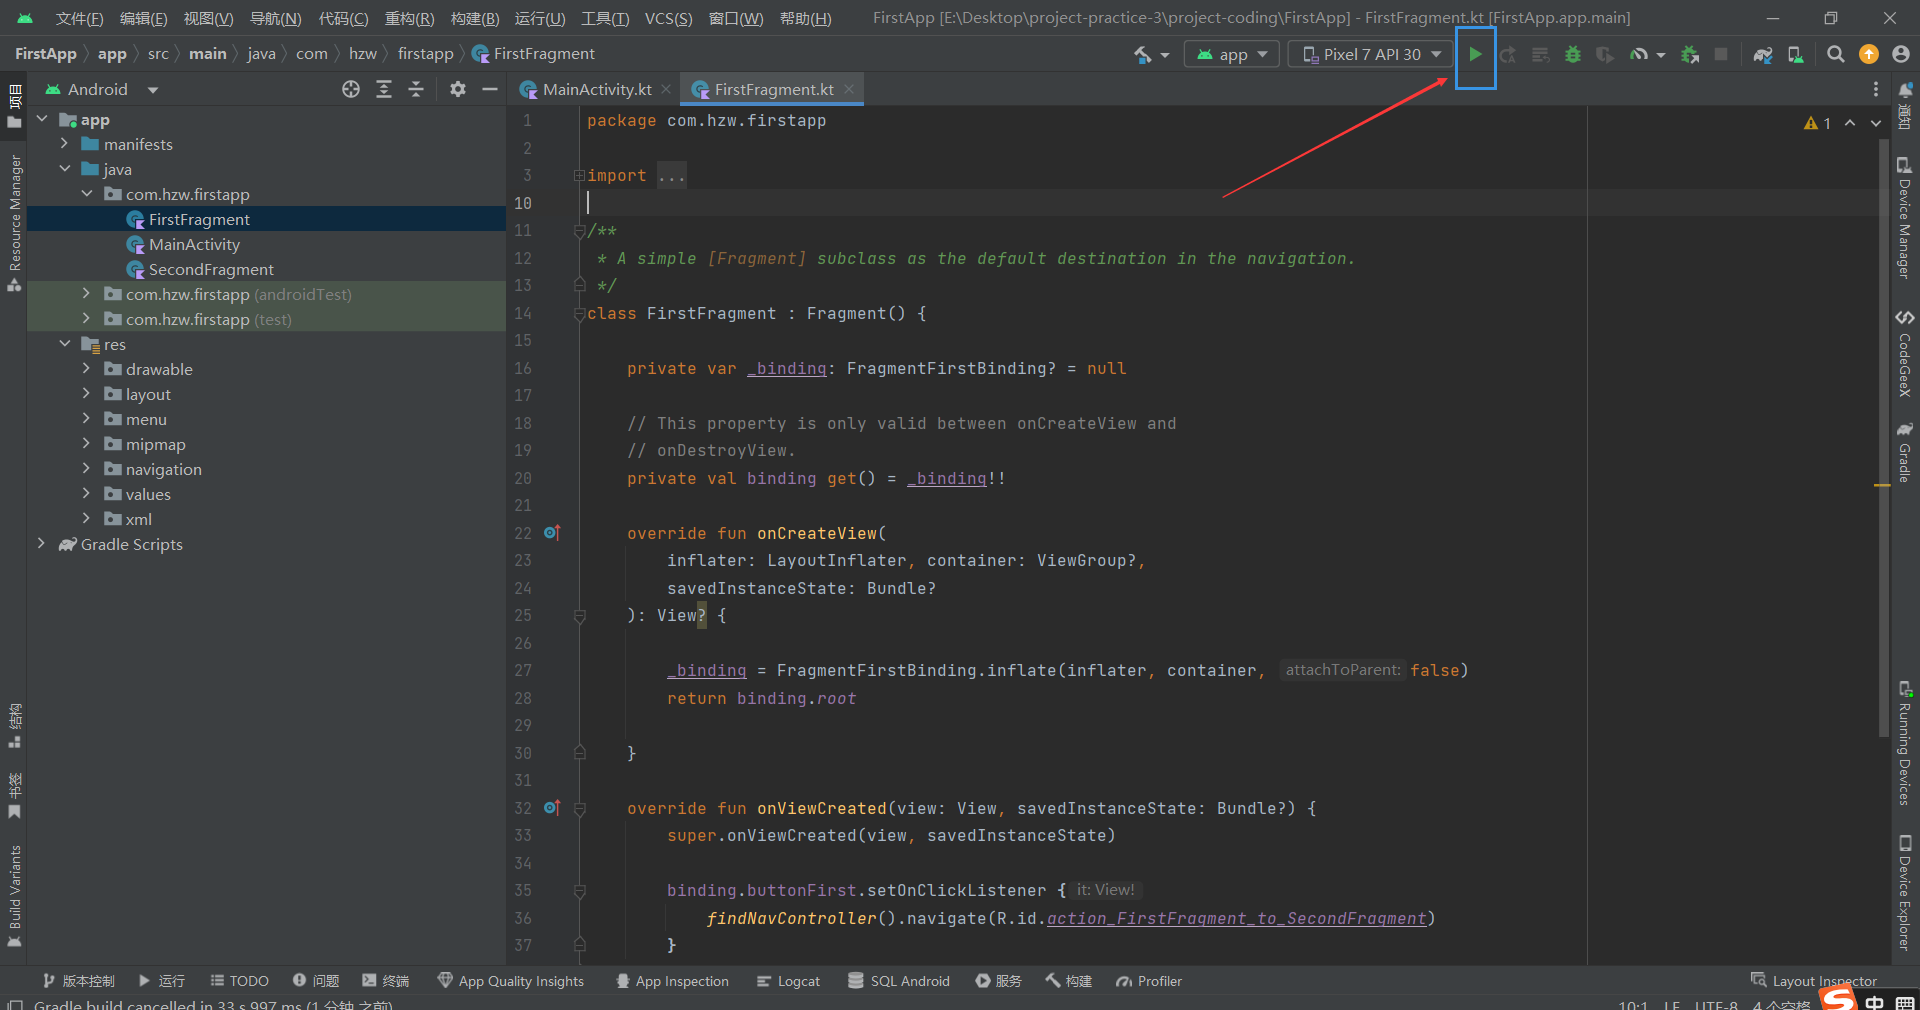 文件(F) 编辑(E) 视图(V) 导航(N) 代码(C) 重构(R) 构建(B) 运行(U) 工具(T) VCS(S) 窗口(W) 帮助(H) FirstApp [E:\Desktop\project-practice-3\project-coding\FirstApp] - FirstFragment.kt [FirstApp.app.main]
FirstApp app src main java com hzw firstapp FirstFragment app Pixel 7 API 30
Android
MainActivity.kt FirstFragment.kt
项目
Resource Manager
结构
书签
Build Variants
app
manifests
java
com.hzw.firstapp
FirstFragment
MainActivity
SecondFragment
com.hzw.firstapp (androidTest)
com.hzw.firstapp (test)
res
drawable
layout
menu
mipmap
navigation
values
xml
Gradle Scripts
1 package com.hzw.firstapp
2
3 import ...
10
11 /**
12 * A simple [Fragment] subclass as the default destination in the navigation.
13 */
14 class FirstFragment : Fragment() {
15
16 private var _binding: FragmentFirstBinding? = null
17
18 // This property is only valid between onCreateView and
19 // onDestroyView.
20 private val binding get() = _binding!!
21
22 override fun onCreateView(
23 inflater: LayoutInflater, container: ViewGroup?,
24 savedInstanceState: Bundle?
25 ): View? {
26
27 _binding = FragmentFirstBinding.inflate(inflater, container, attachToParent: false)
28 return binding.root
29
30 }
31
32 override fun onViewCreated(view: View, savedInstanceState: Bundle?) {
33 super.onViewCreated(view, savedInstanceState)
34
35 binding.buttonFirst.setOnClickListener { it: View!
36 findNavController().navigate(R.id.action_FirstFragment_to_SecondFragment)
37 }
1
通知
Device Manager
CodeGeeX
Gradle
Running Devices
Device Explorer
版本控制 运行 TODO 问题 终端 App Quality Insights App Inspection Logcat SQL Android 服务 构建 Profiler Layout Inspector
Gradle build cancelled in 33 s 997 ms (1 分钟 之前) 10:1 LF UTF-8 4 个空格
S 中